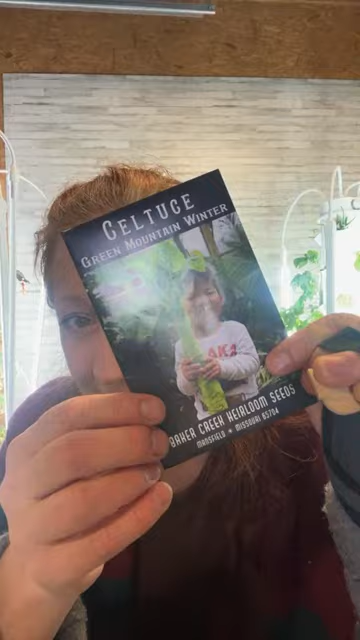 CELTUCE
GREEN MOUNTAIN WINTER
BAKER CREEK HEIRLOOM SEEDS
MANSFIELD ★ MISSOURI 65704